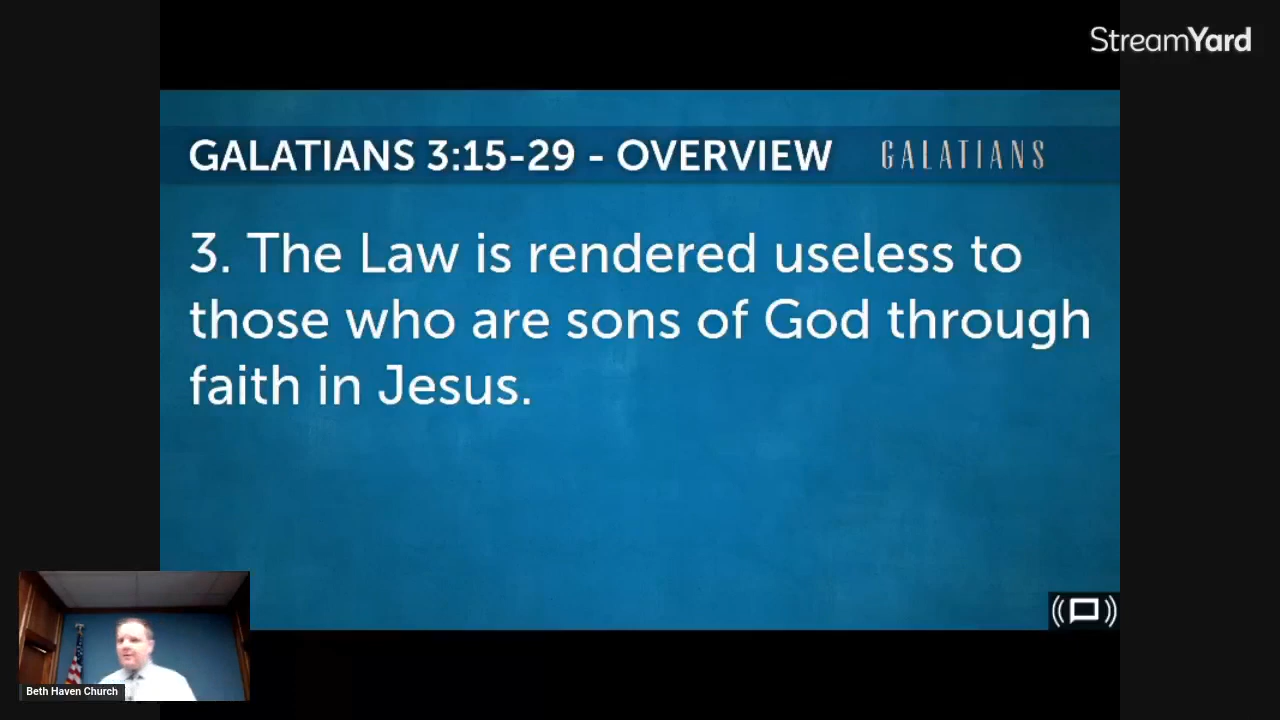 StreamYard
GALATIANS 3:15-29 - OVERVIEW
GALATIANS
3. The Law is rendered useless to
those who are sons of God through
faith in Jesus.
Beth Haven Church